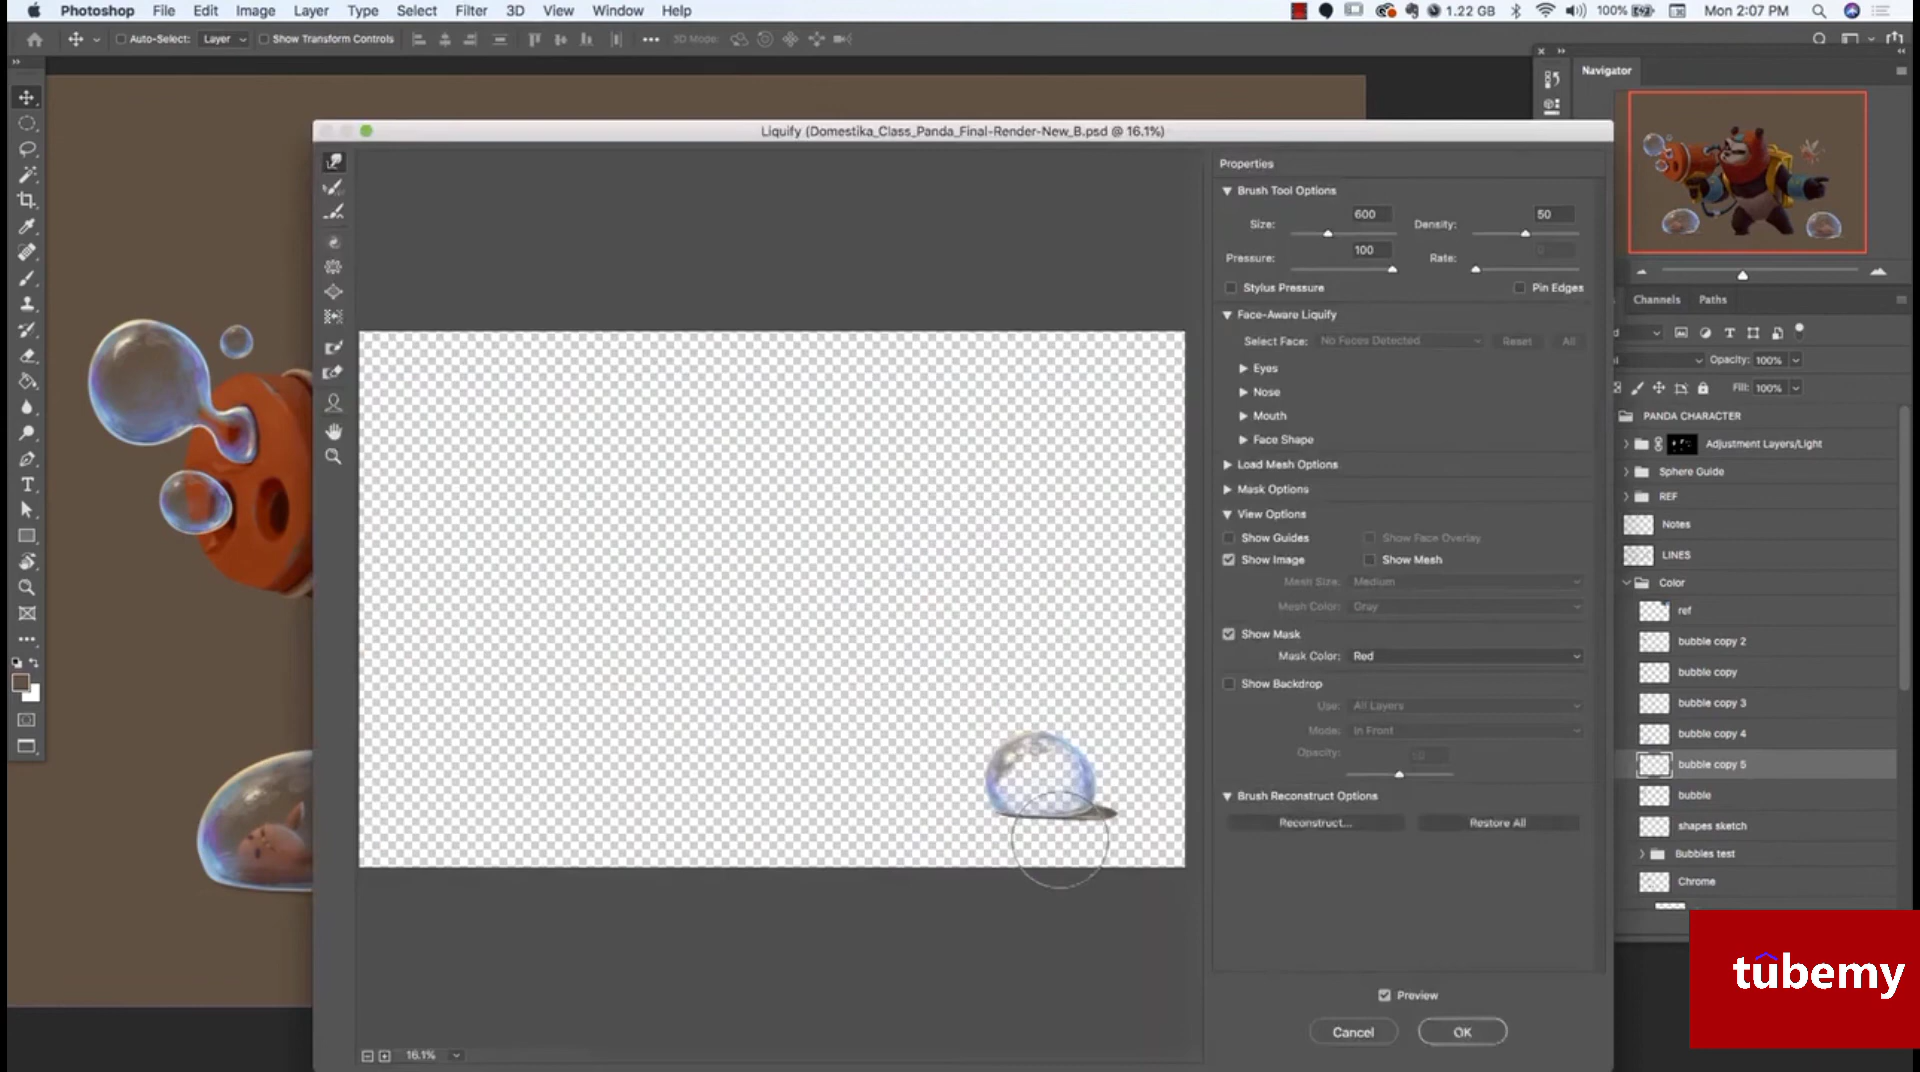 Photoshop File Edit Image Layer Type Select Filter 3D View Window Help 1.22 GB 100% Mon 2:07 PM
Auto-Select: Layer Show Transform Controls 3D Mode:
Navigator
Liquify (Domestika_Class_Panda_Final-Render-New_B.psd @ 16.1%)
Properties
Brush Tool Options
Size: 600 Density: 50
Pressure: 100 Rate: 0
Stylus Pressure Pin Edges
Face-Aware Liquify
Select Face: No Faces Detected Reset All
Eyes
Nose
Mouth
Face Shape
Load Mesh Options
Mask Options
View Options
Show Guides Show Face Overlay
Show Image Show Mesh
Mesh Size: Medium
Mesh Color: Gray
Show Mask
Mask Color: Red
Show Backdrop
Use: All Layers
Mode: In Front
Opacity:
Brush Reconstruct Options
Reconstruct... Restore All
Preview
Cancel OK
16.1%
Channels Paths
Opacity: 100%
Fill: 100%
PANDA CHARACTER
Adjustment Layers/Light
Sphere Guide
REF
Notes
LINES
Color
ref
bubble copy 2
bubble copy
bubble copy 3
bubble copy 4
bubble copy 5
bubble
shapes sketch
Bubbles test
Chrome
tubemy